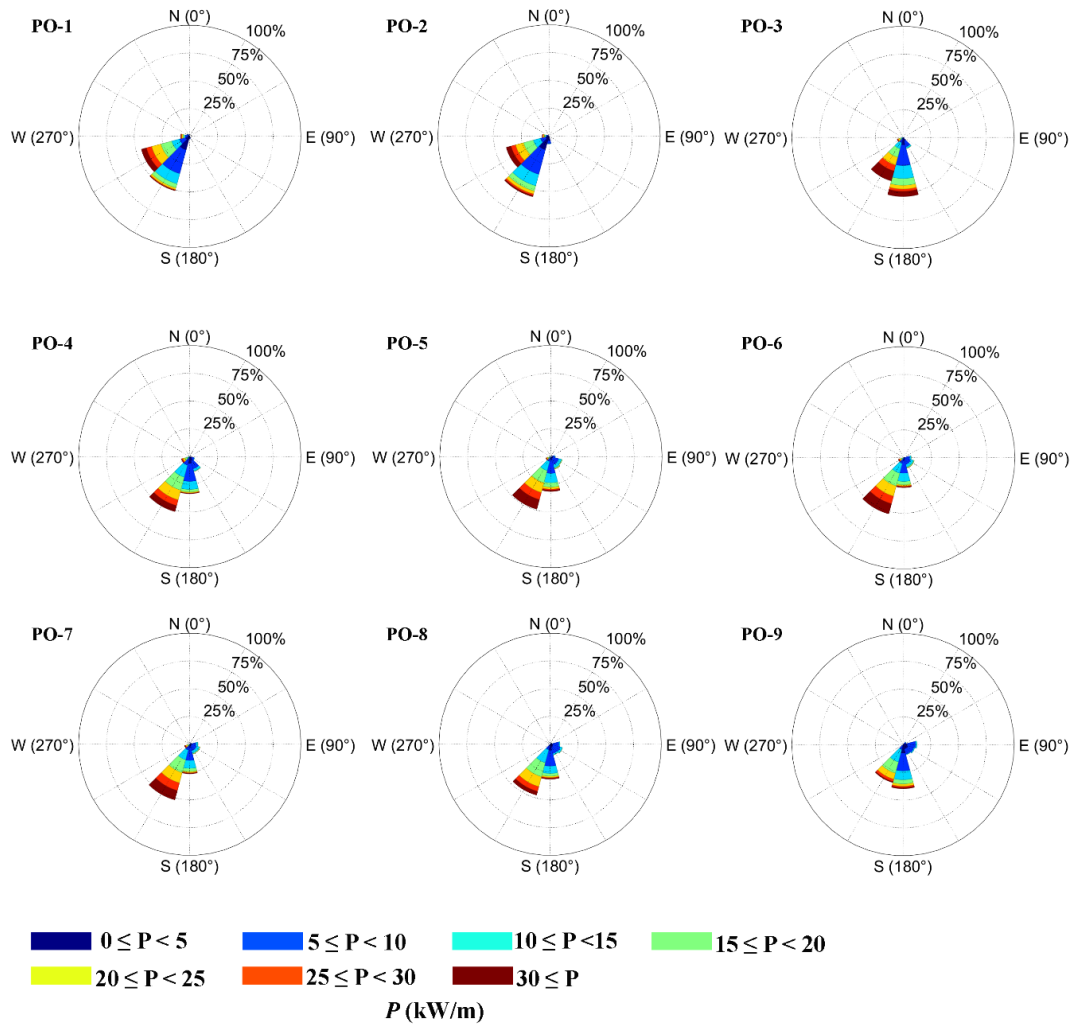 N (0°) N (0°) N (0°)
PO-1 100% PO-2 100% PO-3 100%
75% 75% 75%
50% 50% 50%
25% 25% 25%
W (270°) E (90°) W (270°) E (90°) W (270°) E (90°)
S (180°) S (180°) S (180°)
N (0°) N (0°) N (0°)
PO-4 100% PO-5 100% PO-6 100%
75% 75% 75%
50% 50% 50%
25% 25% 25%
W (270°) E (90°) W (270°) E (90°) W (270°) E (90°)
S (180°) S (180°) S (180°)
N (0°) N (0°) N (0°)
PO-7 100% PO-8 100% PO-9 100%
75% 75% 75%
50% 50% 50%
25% 25% 25%
W (270°) E (90°) W (270°) E (90°) W (270°) E (90°)
S (180°) S (180°) S (180°)
0 ≤ P < 5 5 ≤ P < 10 10 ≤ P <15 15 ≤ P < 20
20 ≤ P < 25 25 ≤ P < 30 30 ≤ P
P (kW/m)